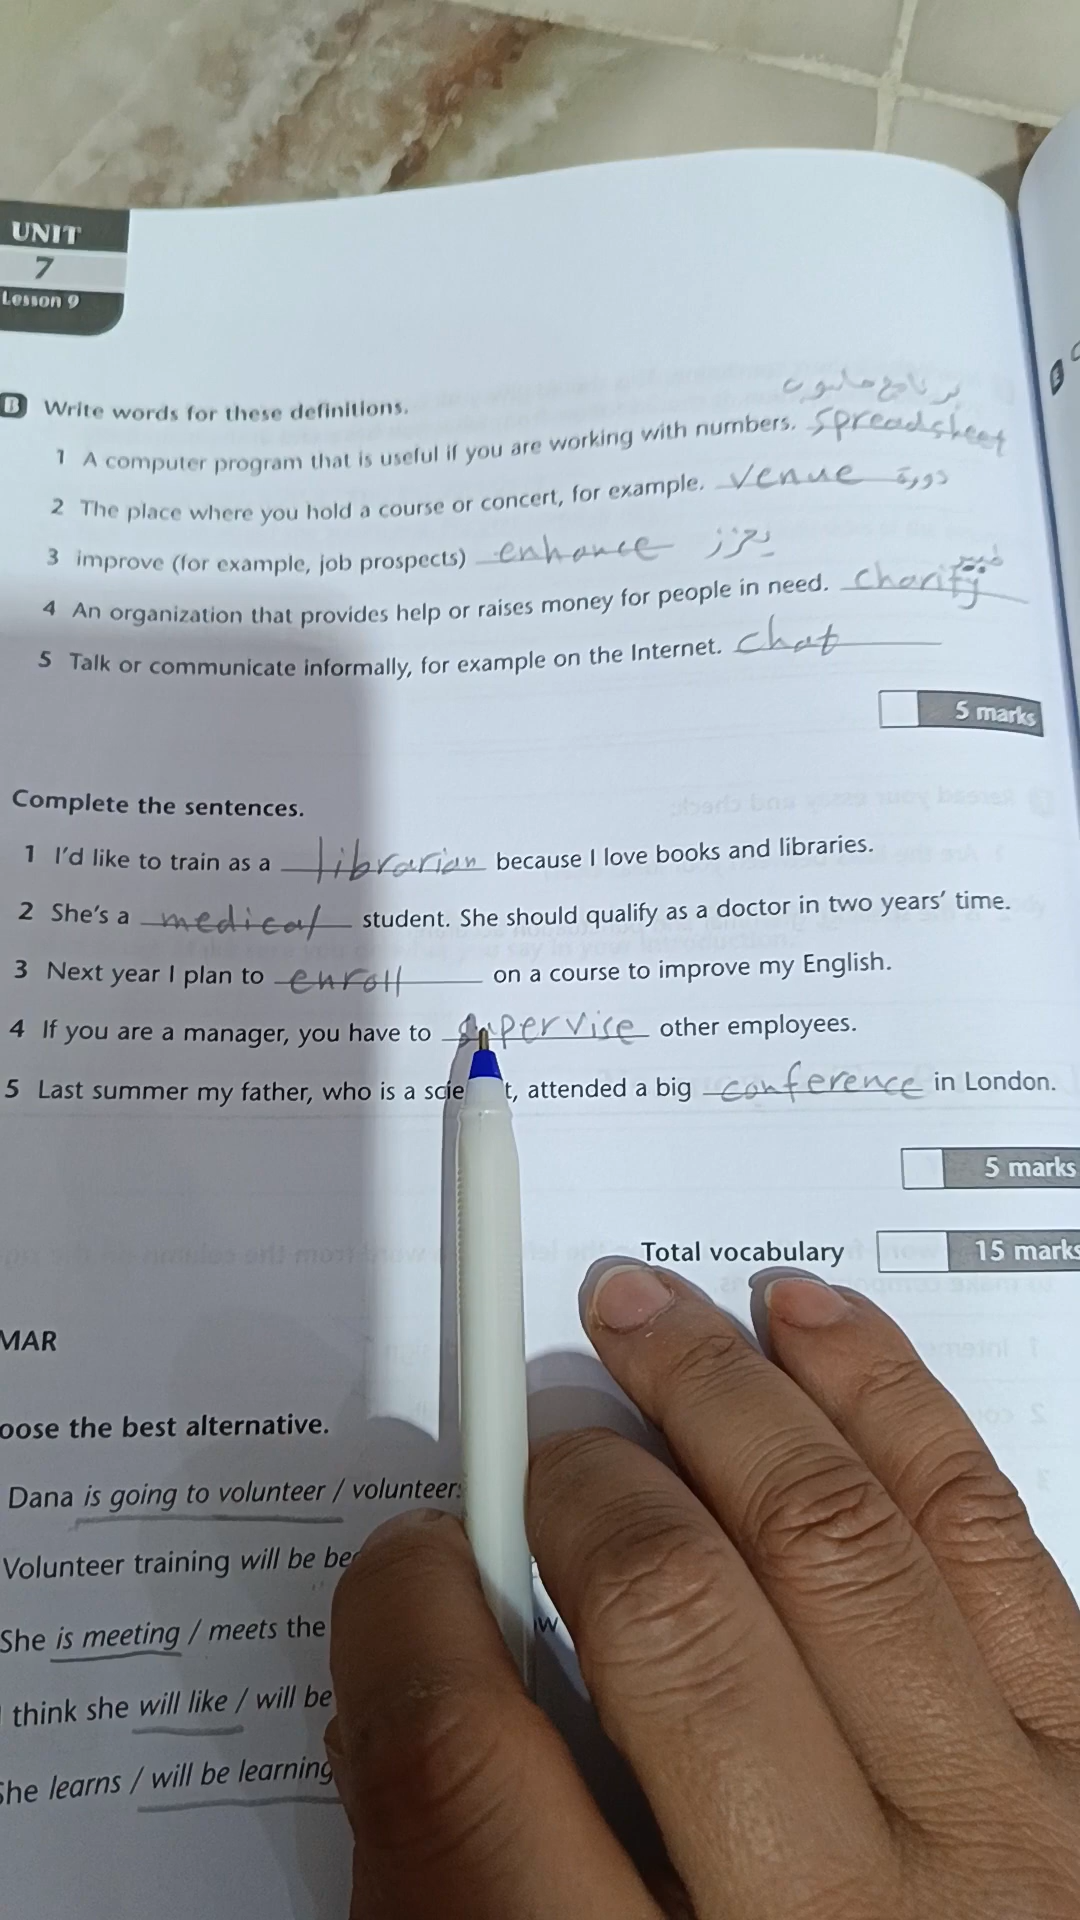 UNIT
7
Lesson 9
B Write words for these definitions.
1 A computer program that is useful if you are working with numbers. Spreadsheet
2 The place where you hold a course or concert, for example. venue دورة
3 improve (for example, job prospects) enhance يعزز
4 An organization that provides help or raises money for people in need. charity
5 Talk or communicate informally, for example on the Internet. chat
5 marks
Complete the sentences.
1 I'd like to train as a librarian because I love books and libraries.
2 She's a medical student. She should qualify as a doctor in two years' time.
3 Next year I plan to enroll on a course to improve my English.
4 If you are a manager, you have to supervise other employees.
5 Last summer my father, who is a scie t, attended a big conference in London.
5 marks
Total vocabulary 15 marks
MAR
oose the best alternative.
Dana is going to volunteer / volunteers
Volunteer training will be be
She is meeting / meets the
think she will like / will be
She learns / will be learning